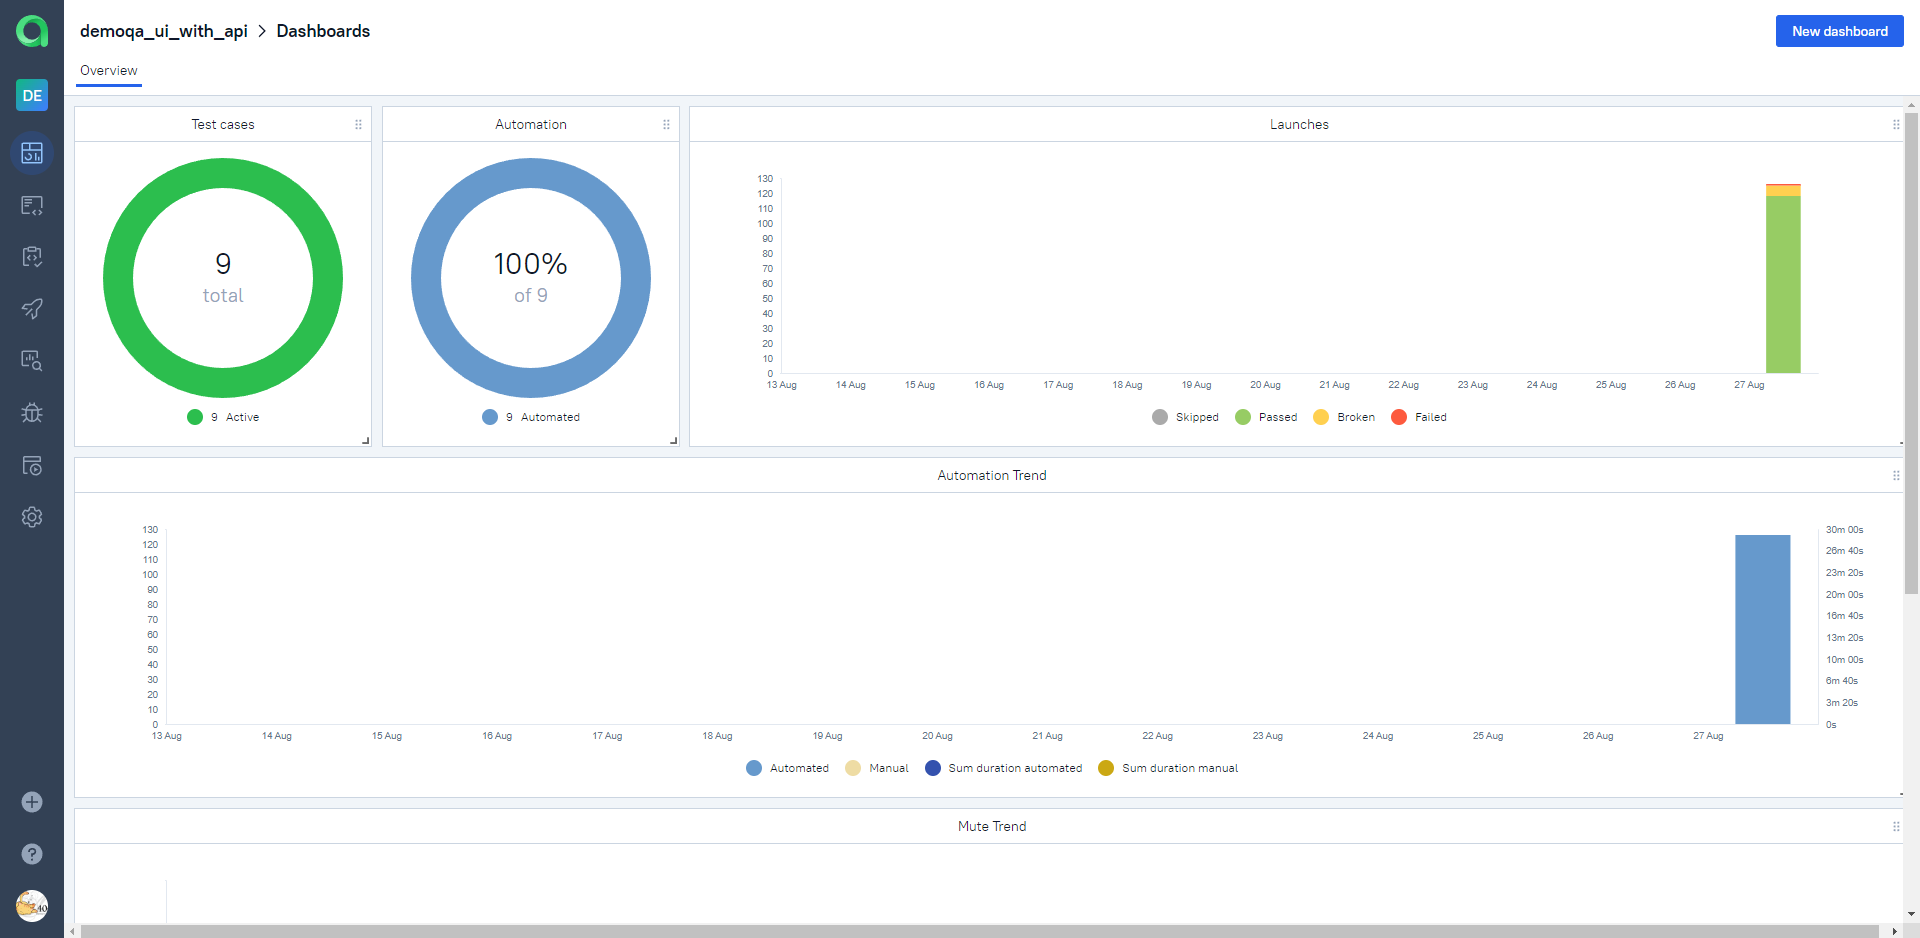 demoqa_ui_with_api > Dashboards
New dashboard
Overview
DE
Test cases
9
total
9 Active
Automation
100%
of 9
9 Automated
Launches
130
120
110
100
90
80
70
60
50
40
30
20
10
0
13 Aug 14 Aug 15 Aug 16 Aug 17 Aug 18 Aug 19 Aug 20 Aug 21 Aug 22 Aug 23 Aug 24 Aug 25 Aug 26 Aug 27 Aug
Skipped Passed Broken Failed
Automation Trend
130
120
110
100
90
80
70
60
50
40
30
20
10
0
30m 00s
26m 40s
23m 20s
20m 00s
16m 40s
13m 20s
10m 00s
6m 40s
3m 20s
0s
13 Aug 14 Aug 15 Aug 16 Aug 17 Aug 18 Aug 19 Aug 20 Aug 21 Aug 22 Aug 23 Aug 24 Aug 25 Aug 26 Aug 27 Aug
Automated Manual Sum duration automated Sum duration manual
Mute Trend